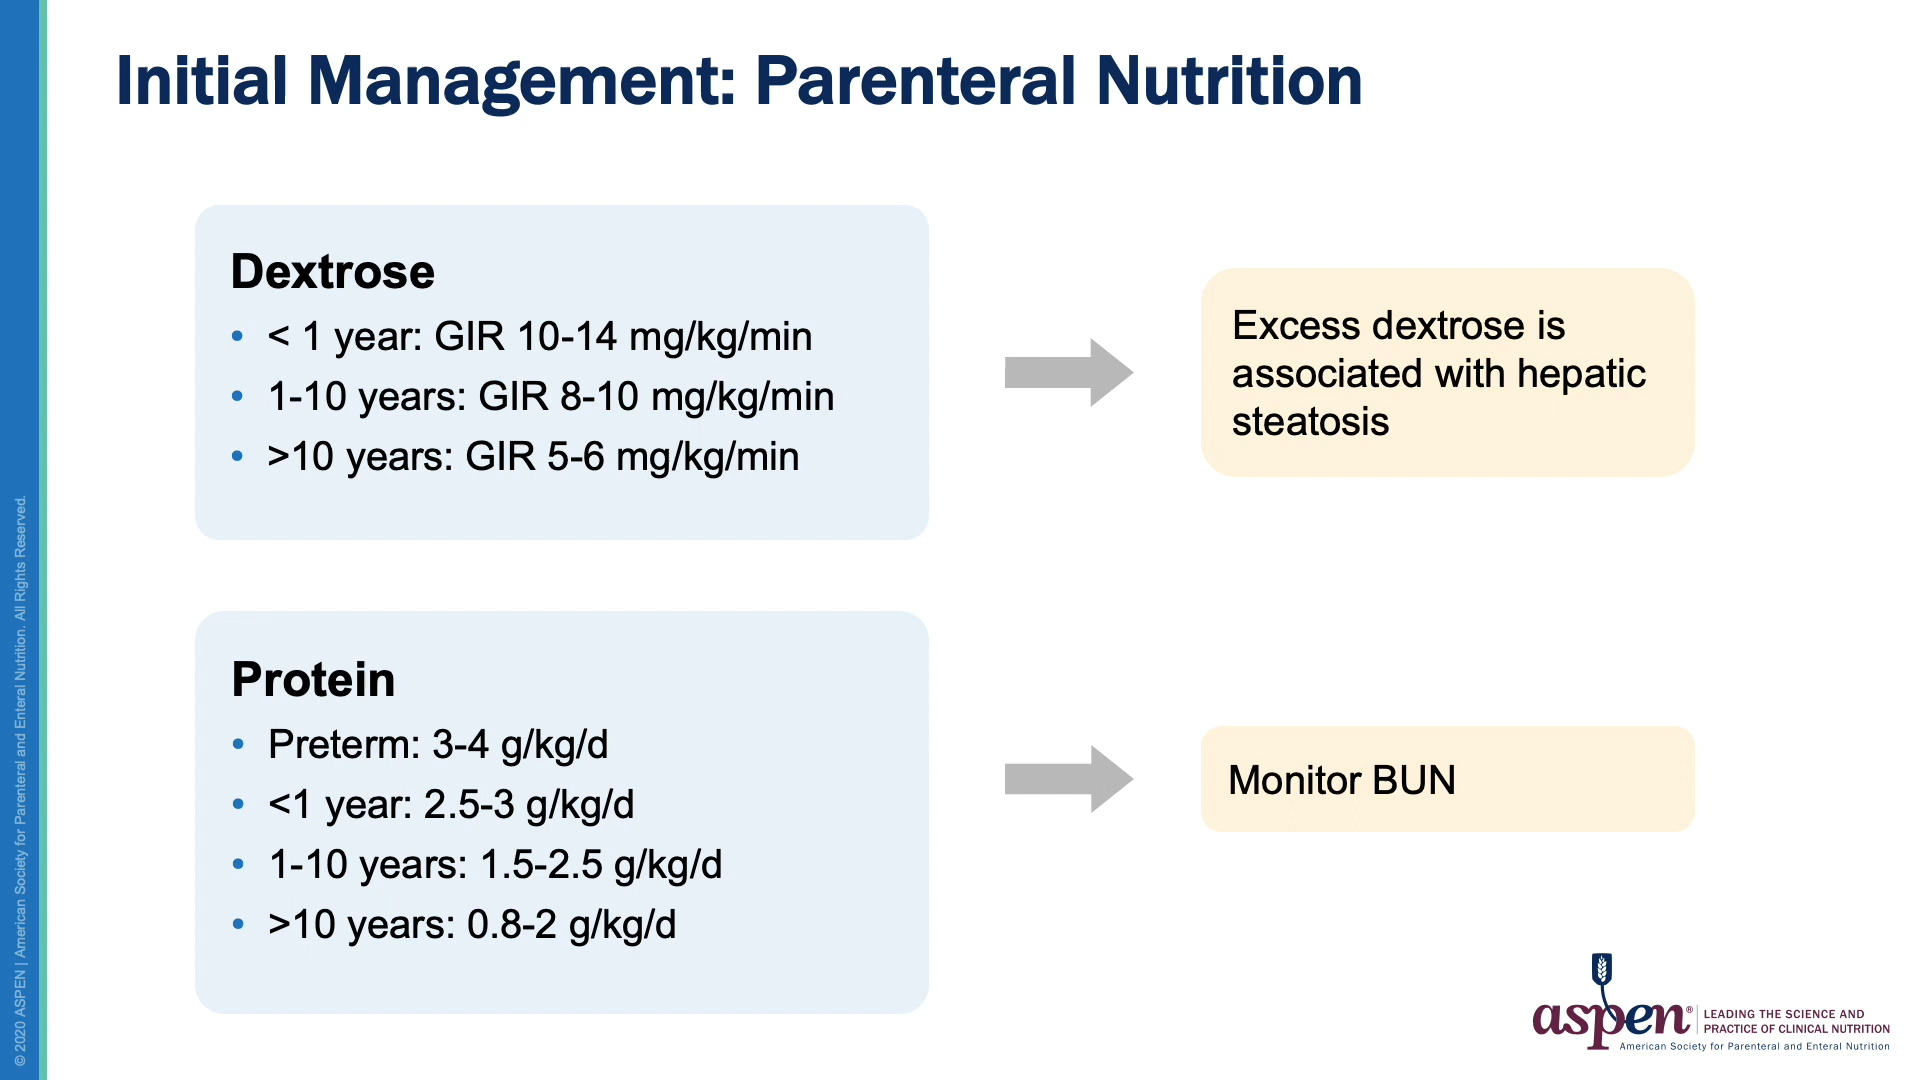 Initial Management: Parenteral Nutrition
Dextrose
• < 1 year: GIR 10-14 mg/kg/min
• 1-10 years: GIR 8-10 mg/kg/min
• >10 years: GIR 5-6 mg/kg/min
Excess dextrose is
associated with hepatic
steatosis
Protein
• Preterm: 3-4 g/kg/d
• <1 year: 2.5-3 g/kg/d
• 1-10 years: 1.5-2.5 g/kg/d
• >10 years: 0.8-2 g/kg/d
Monitor BUN
© 2020 ASPEN | American Society for Parenteral and Enteral Nutrition. All Rights Reserved.
aspen®
LEADING THE SCIENCE AND
PRACTICE OF CLINICAL NUTRITION
American Society for Parenteral and Enteral Nutrition